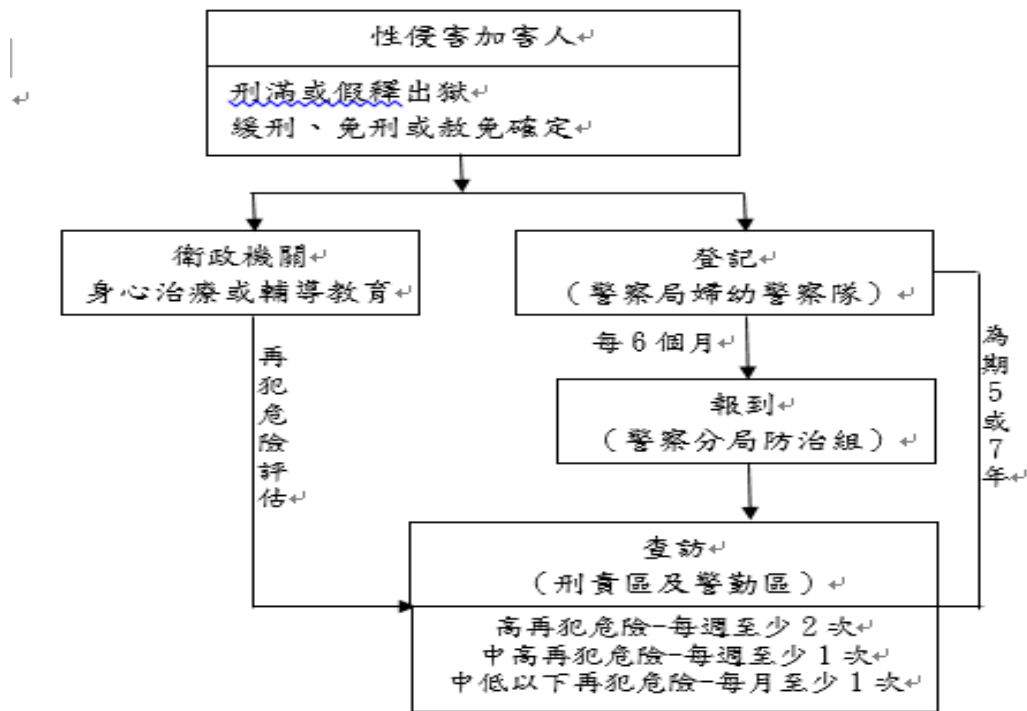 性侵害加害人
刑滿或假釋出獄
緩刑、免刑或赦免確定
衛政機關
身心治療或輔導教育
登記
（警察局婦幼警察隊）
每6個月
為期5或7年
再犯危險評估
報到
（警察分局防治組）
查訪
（刑責區及警勤區）
高再犯危險-每週至少2次
中高再犯危險-每週至少1次
中低以下再犯危險-每月至少1次